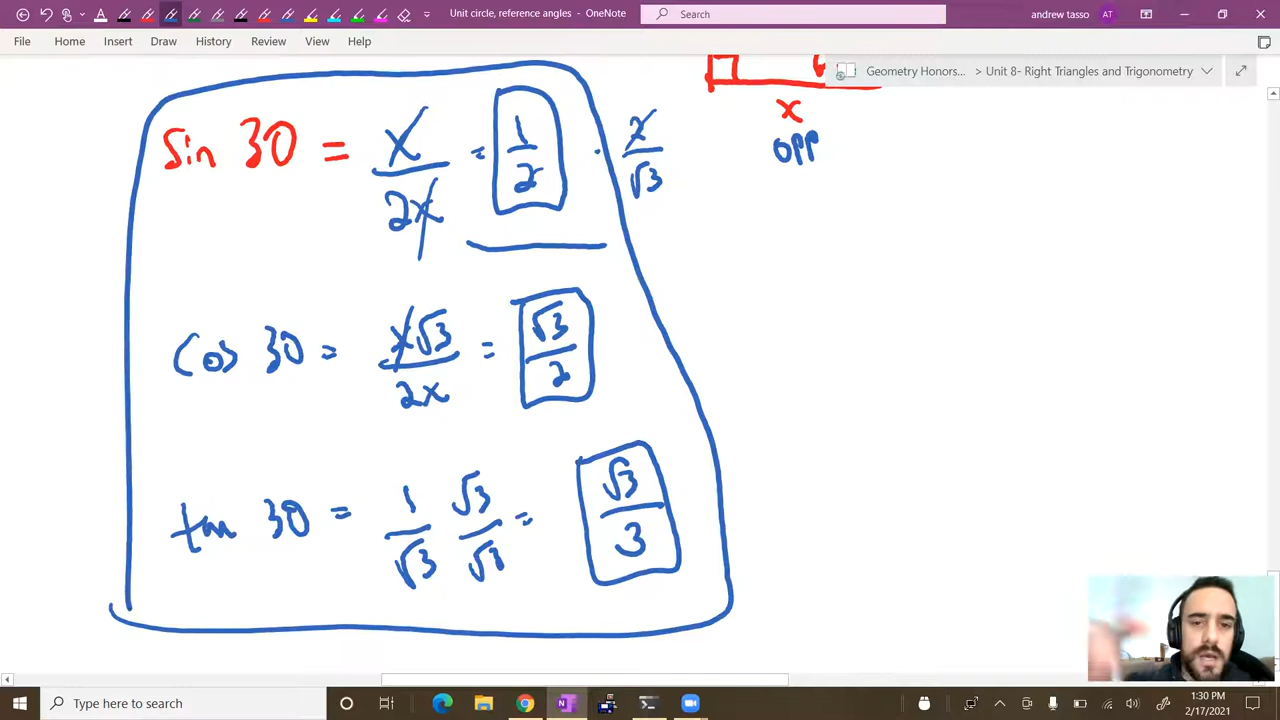 Unit circle, reference angles - OneNote
Search
andrew tasso
AT
File Home Insert Draw History Review View Help
Geometry Honors... > Unit 8- Right Triangles and Trigonometry
x
opp
sin 30 = x/2x = 1/2 · 2/√3
cos 30 = x√3/2x = √3/2
tan 30 = 1/√3 √3/√3 = √3/3
Type here to search
1:30 PM
2/17/2021